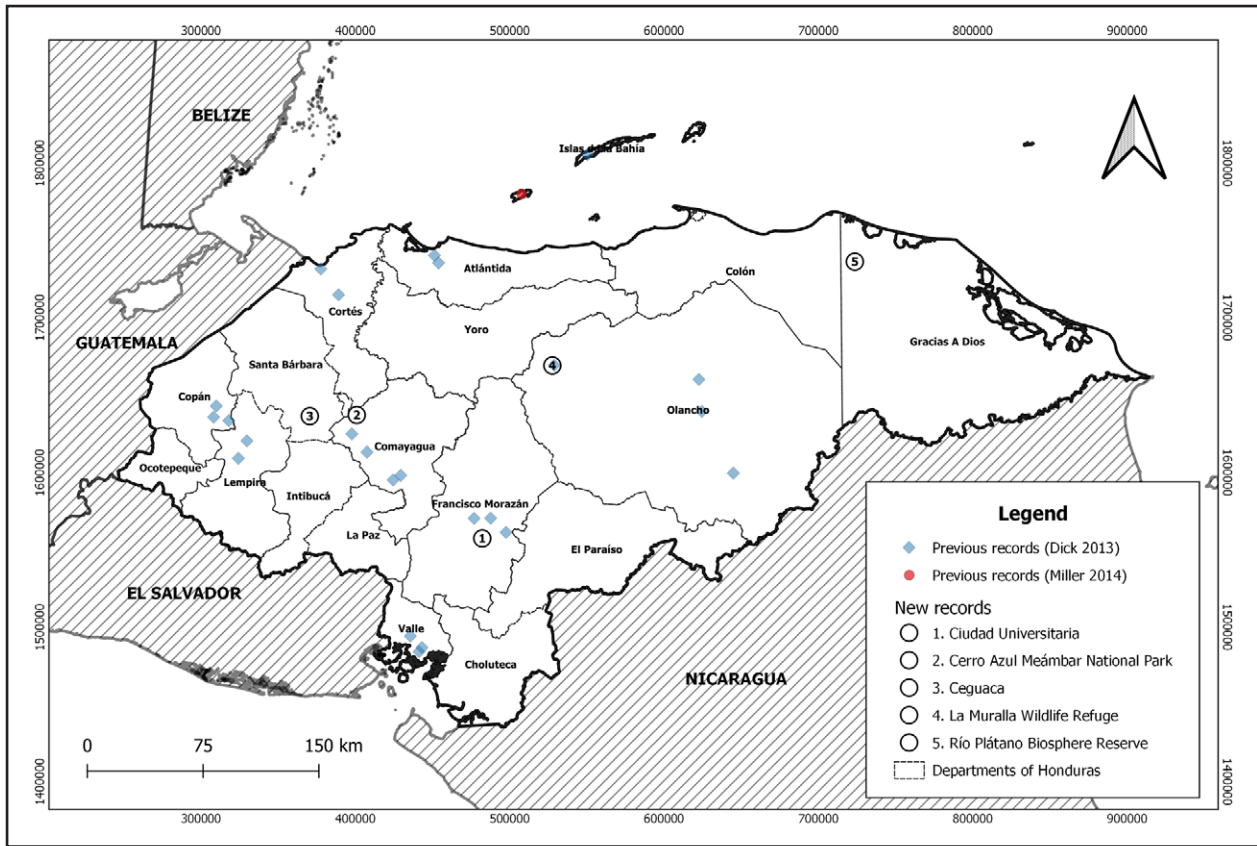 300000 400000 500000 600000 700000 800000 900000
BELIZE
Islas de la Bahía
1800000 1800000
Atlántida
Colón
5
Cortés
Yoro
1700000 1700000
GUATEMALA
Gracias A Dios
Santa Bárbara
4
Copán
3 2
Olancho
Comayagua
Ocotepeque
Lempira
Intibucá
1600000 1600000
Francisco Morazán
La Paz
1
El Paraíso
EL SALVADOR
Valle
Choluteca
NICARAGUA
1500000 1500000
0 75 150 km
1400000 1400000
Legend
Previous records (Dick 2013)
Previous records (Miller 2014)
New records
1. Ciudad Universitaria
2. Cerro Azul Meámbar National Park
3. Ceguaca
4. La Muralla Wildlife Refuge
5. Río Plátano Biosphere Reserve
Departments of Honduras
300000 400000 500000 600000 700000 800000 900000